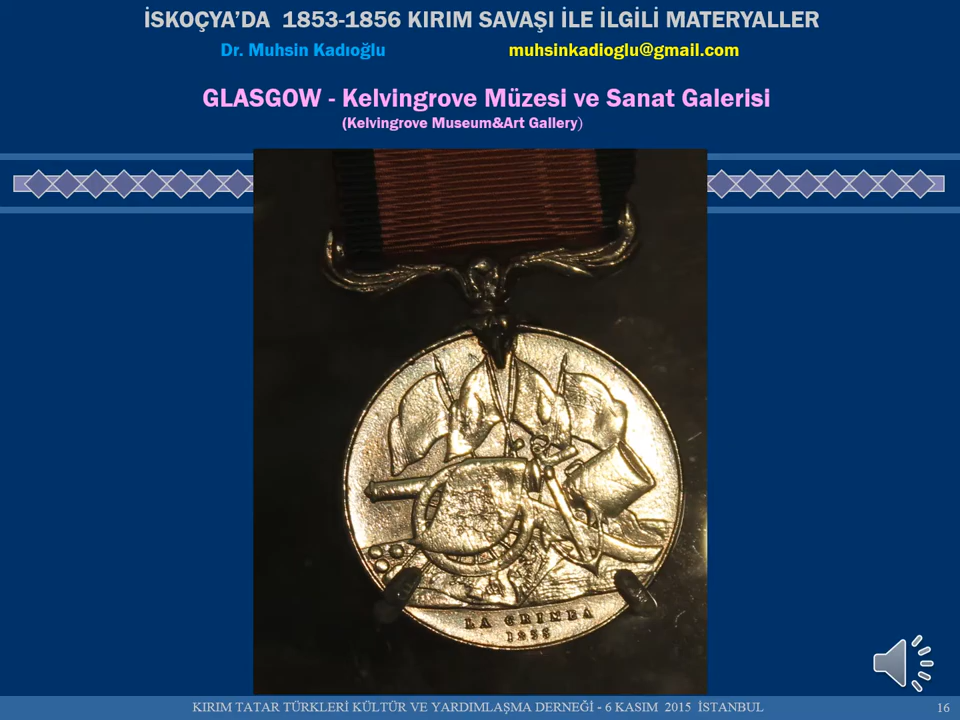 İSKOÇYA’DA 1853-1856 KIRIM SAVAŞI İLE İLGİLİ MATERYALLER
Dr. Muhsin Kadıoğlu muhsinkadioglu@gmail.com
GLASGOW - Kelvingrove Müzesi ve Sanat Galerisi
(Kelvingrove Museum&Art Gallery)
LA CRIMEA
1855
KIRIM TATAR TÜRKLERİ KÜLTÜR VE YARDIMLAŞMA DERNEĞİ - 6 KASIM 2015 İSTANBUL 16